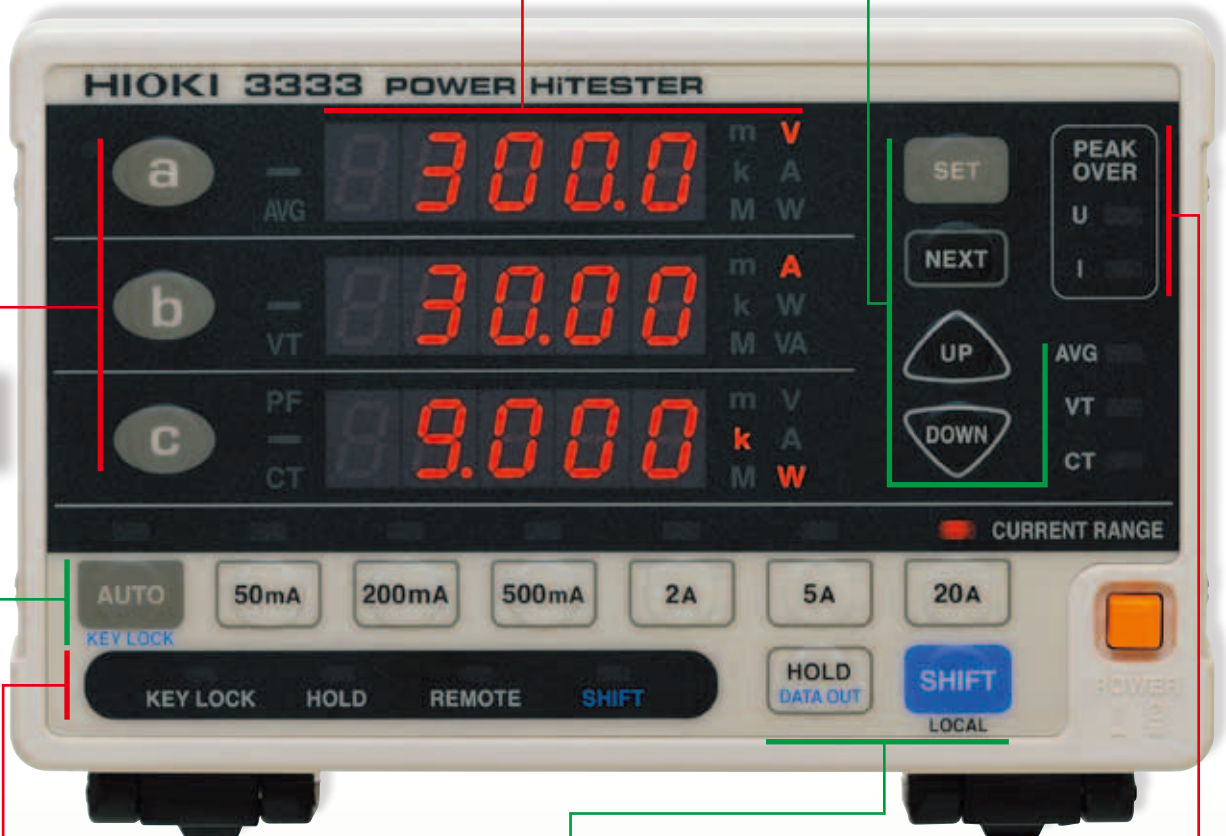 HIOKI 3333 POWER HiTESTER
a
AVG
300.0
m V
k A
M W
b
VT
30.00
m A
k W
M VA
c
PF
CT
9.000
m V
k A
M W
SET
NEXT
UP
DOWN
PEAK
OVER
U
I
AVG
VT
CT
CURRENT RANGE
AUTO
KEY LOCK
50mA
200mA
500mA
2A
5A
20A
KEY LOCK HOLD REMOTE SHIFT
HOLD
DATA OUT
SHIFT
LOCAL
POWER